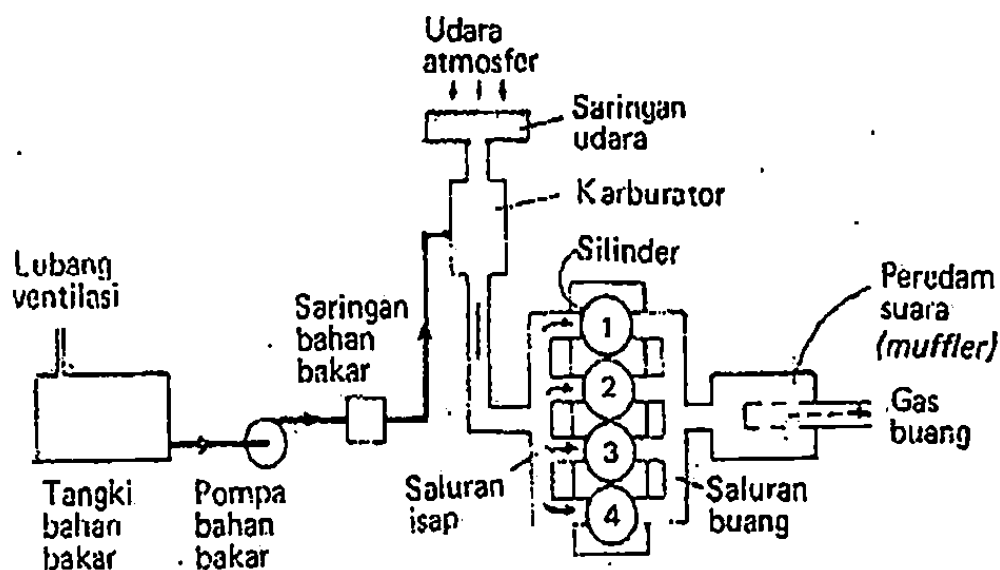 Udara
atmosfer
Saringan
udara
Karburator
Lubang
ventilasi
Saringan
bahan
bakar
Silinder
Peredam
suara
(muffler)
1
2
3
4
Gas
buang
Tangki
bahan
bakar
Pompa
bahan
bakar
Saluran
isap
Saluran
buang